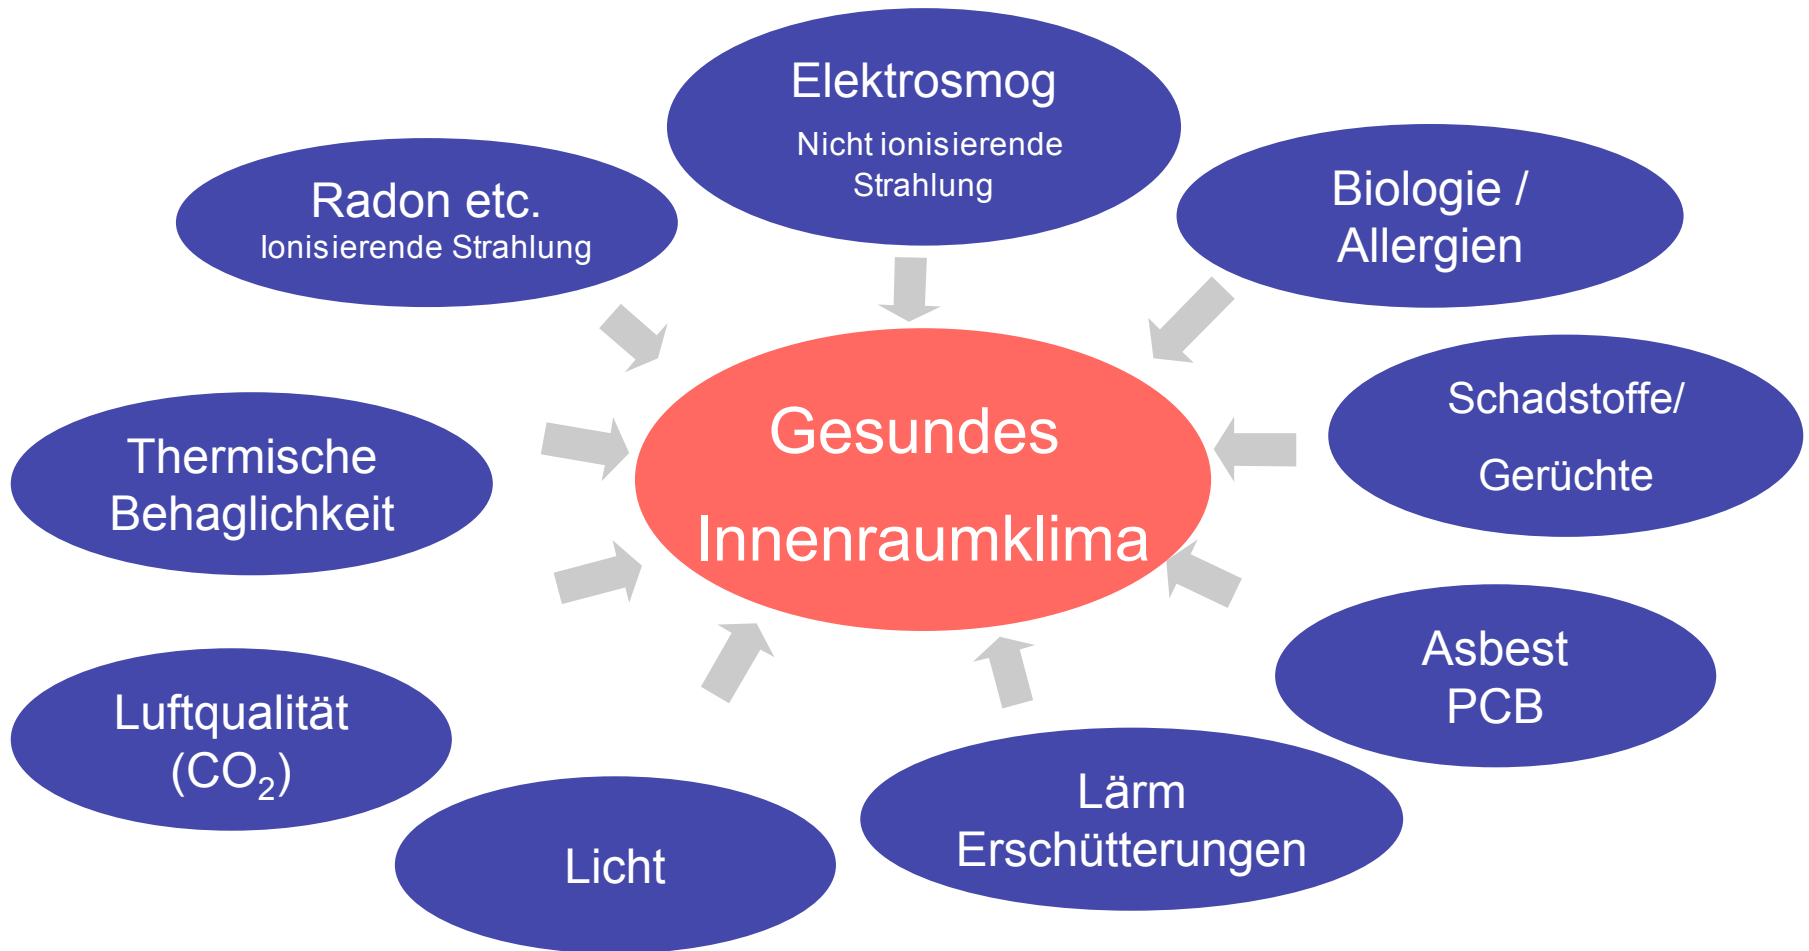 Elektrosmog
Nicht ionisierende
Strahlung
Radon etc.
Ionisierende Strahlung
Biologie /
Allergien
Gesundes
Innenraumklima
Schadstoffe/
Gerüchte
Thermische
Behaglichkeit
Asbest
PCB
Luftqualität
(CO₂)
Lärm
Erschütterungen
Licht